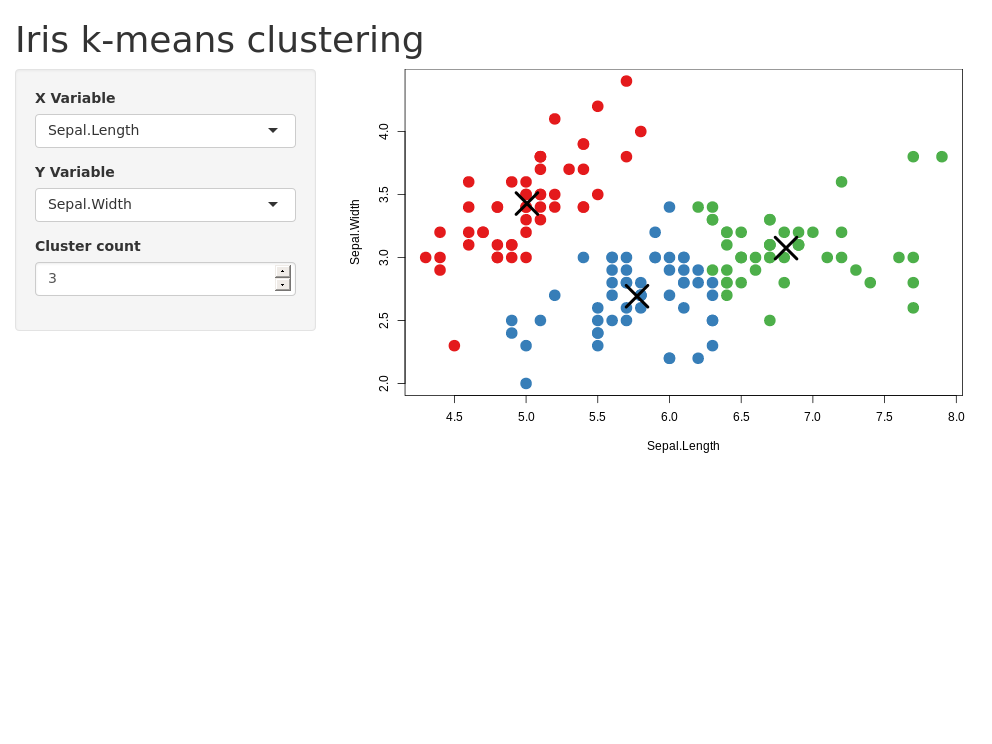 Iris k-means clustering
X Variable
Sepal.Length
Y Variable
Sepal.Width
Cluster count
3
Sepal.Width
4.0
3.5
3.0
2.5
2.0
4.5 5.0 5.5 6.0 6.5 7.0 7.5 8.0
Sepal.Length